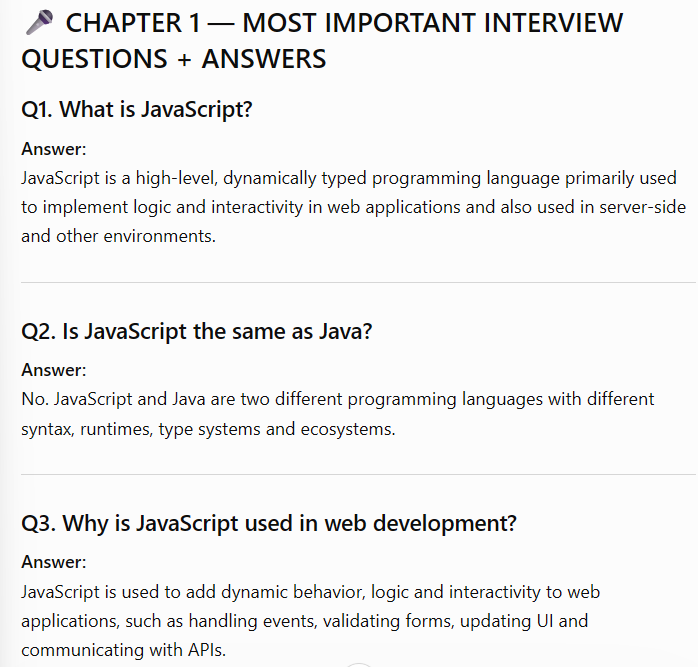 🎤 CHAPTER 1 — MOST IMPORTANT INTERVIEW
QUESTIONS + ANSWERS
Q1. What is JavaScript?
Answer:
JavaScript is a high-level, dynamically typed programming language primarily used
to implement logic and interactivity in web applications and also used in server-side
and other environments.
Q2. Is JavaScript the same as Java?
Answer:
No. JavaScript and Java are two different programming languages with different
syntax, runtimes, type systems and ecosystems.
Q3. Why is JavaScript used in web development?
Answer:
JavaScript is used to add dynamic behavior, logic and interactivity to web
applications, such as handling events, validating forms, updating UI and
communicating with APIs.